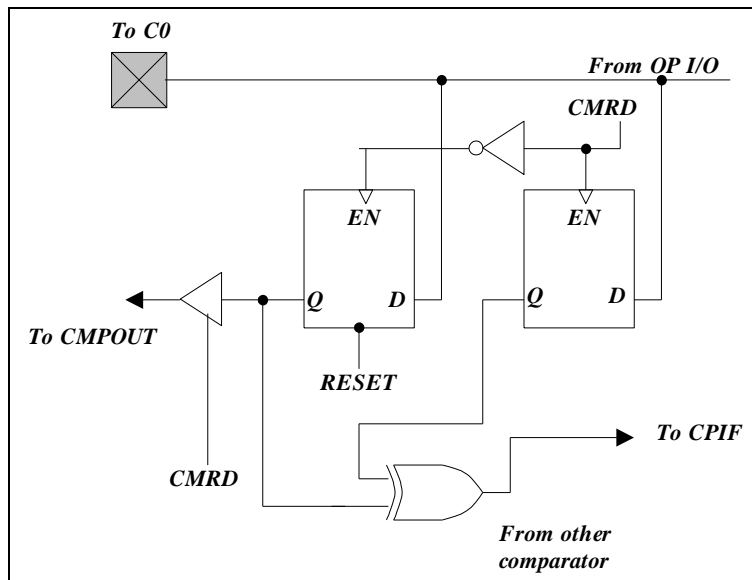 To C0
From OP I/O
CMRD
EN
EN
Q
D
Q
D
To CMPOUT
RESET
To CPIF
CMRD
From other
comparator